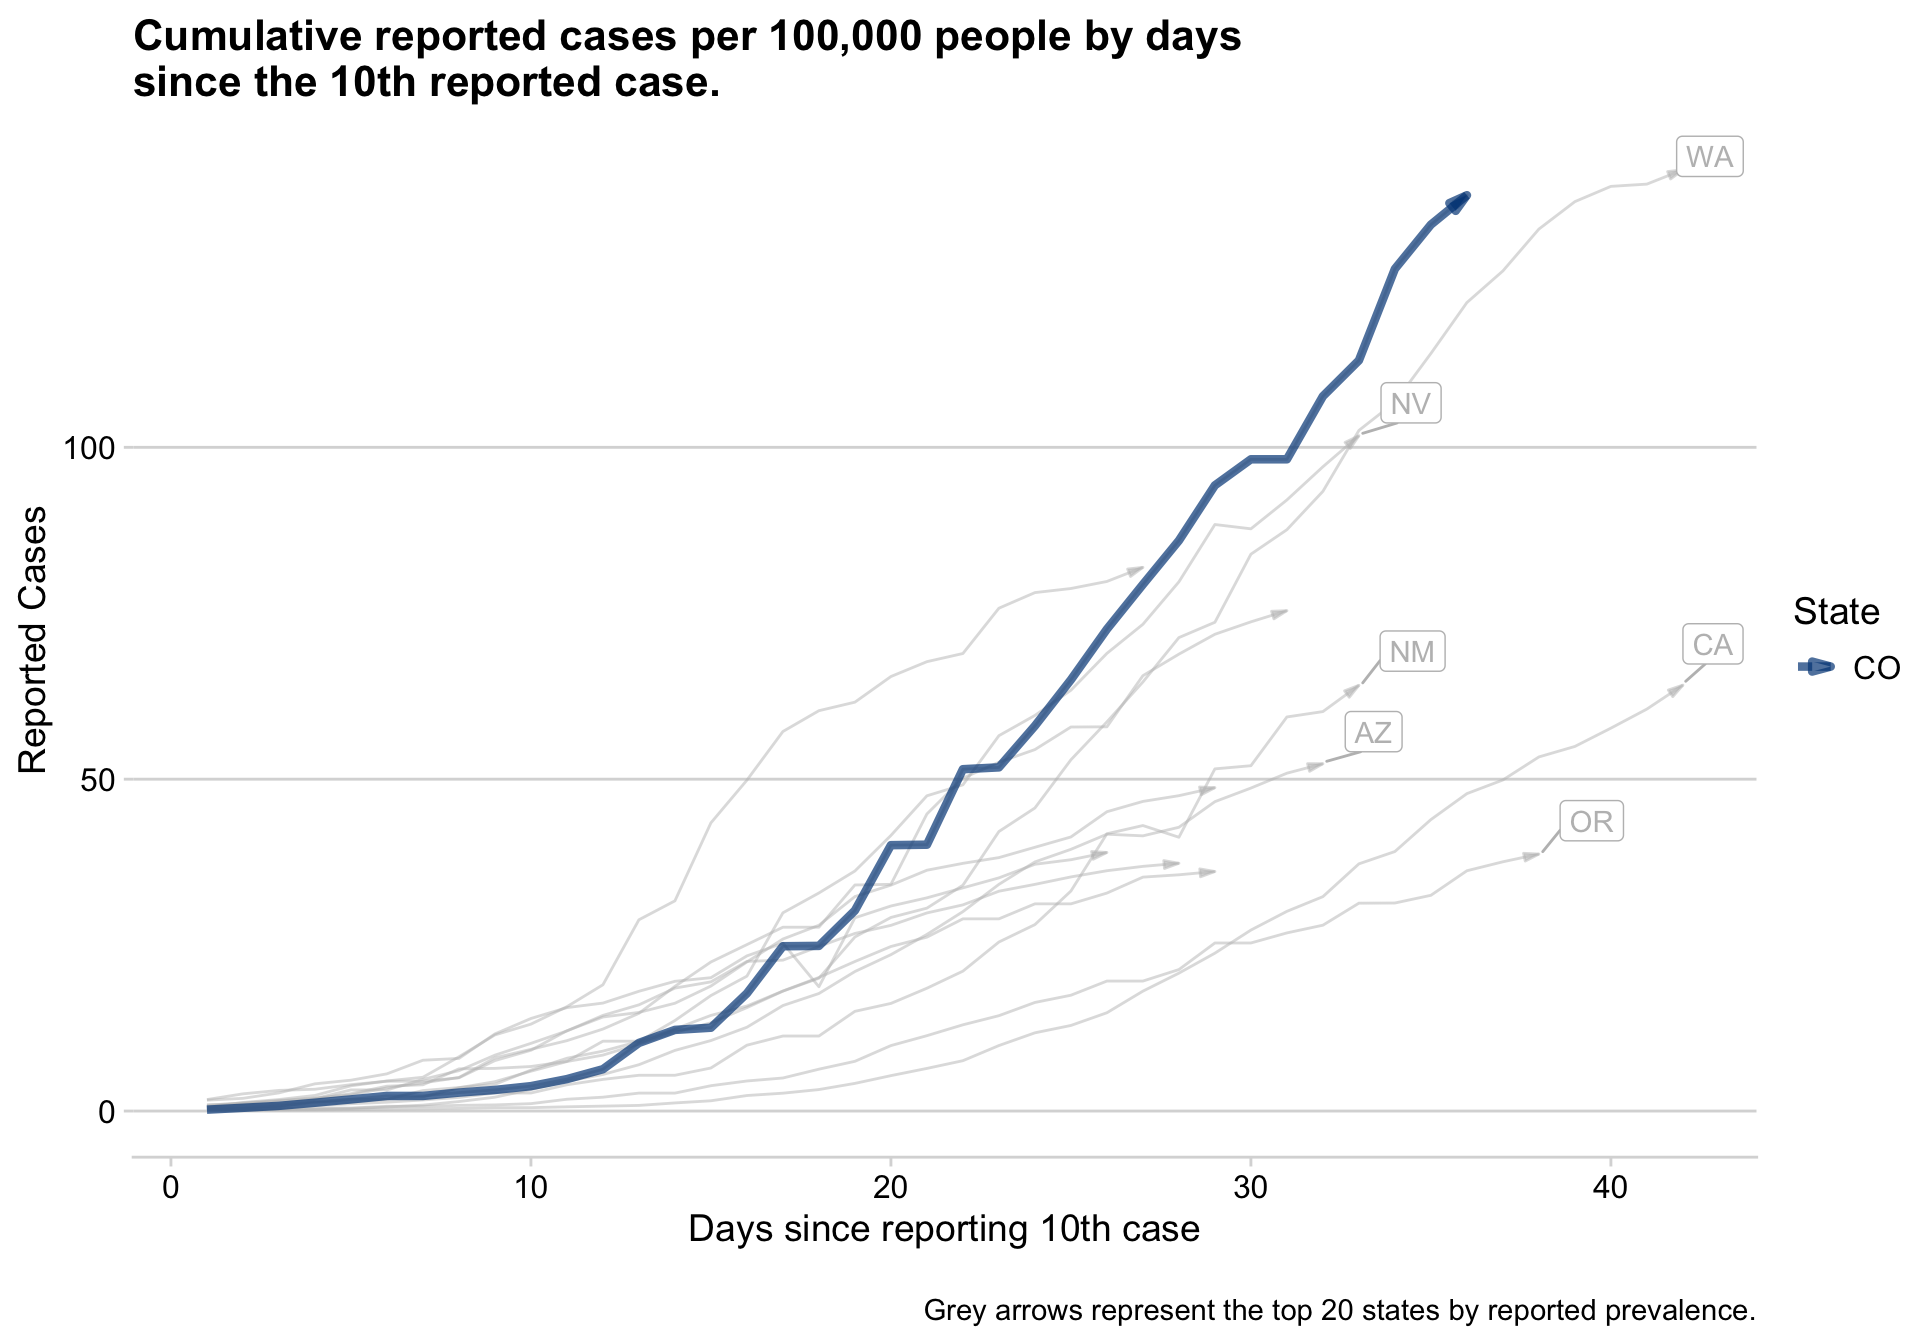 Cumulative reported cases per 100,000 people by days
since the 10th reported case.
WA
NV
100
Reported Cases
NM
CA
State
CO
AZ
50
OR
0
0 10 20 30 40
Days since reporting 10th case
Grey arrows represent the top 20 states by reported prevalence.